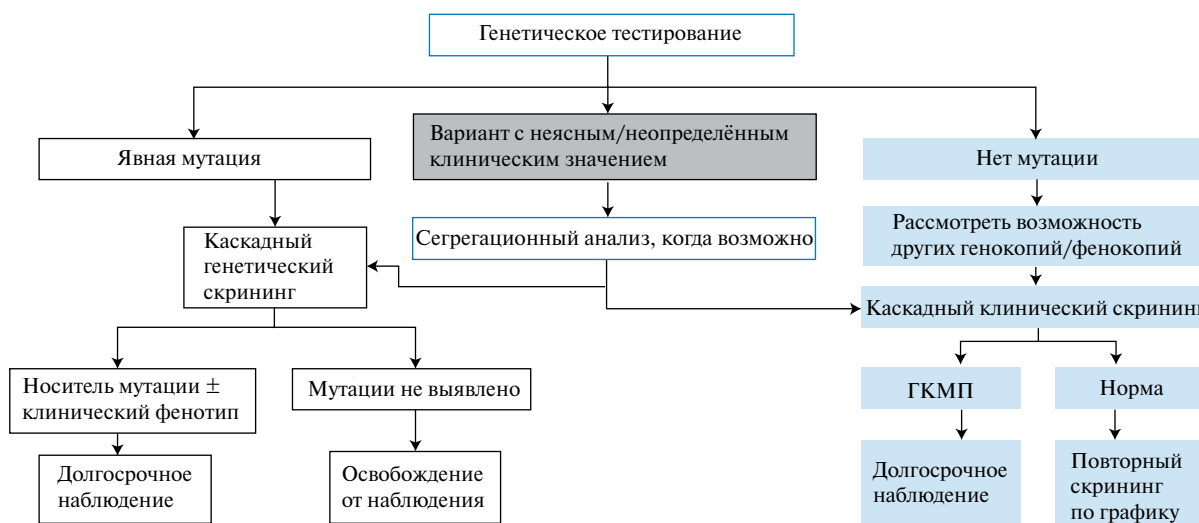 Генетическое тестирование
Явная мутация
Вариант с неясным/неопределённым
клиническим значением
Нет мутации
Каскадный
генетический
скрининг
Сегрегационный анализ, когда возможно
Рассмотреть возможность
других генокопий/фенокопий
Каскадный клинический скрининг
Носитель мутации ±
клинический фенотип
Мутации не выявлено
ГКМП
Норма
Долгосрочное
наблюдение
Освобождение
от наблюдения
Долгосрочное
наблюдение
Повторный
скрининг
по графику